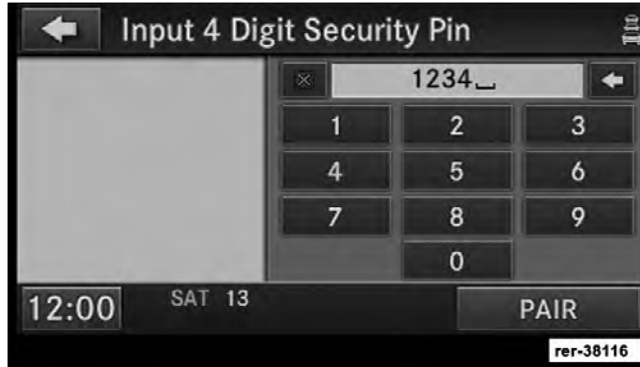 Input 4 Digit Security Pin
1234_
1 2 3
4 5 6
7 8 9
0
12:00 SAT 13 PAIR
rer-38116